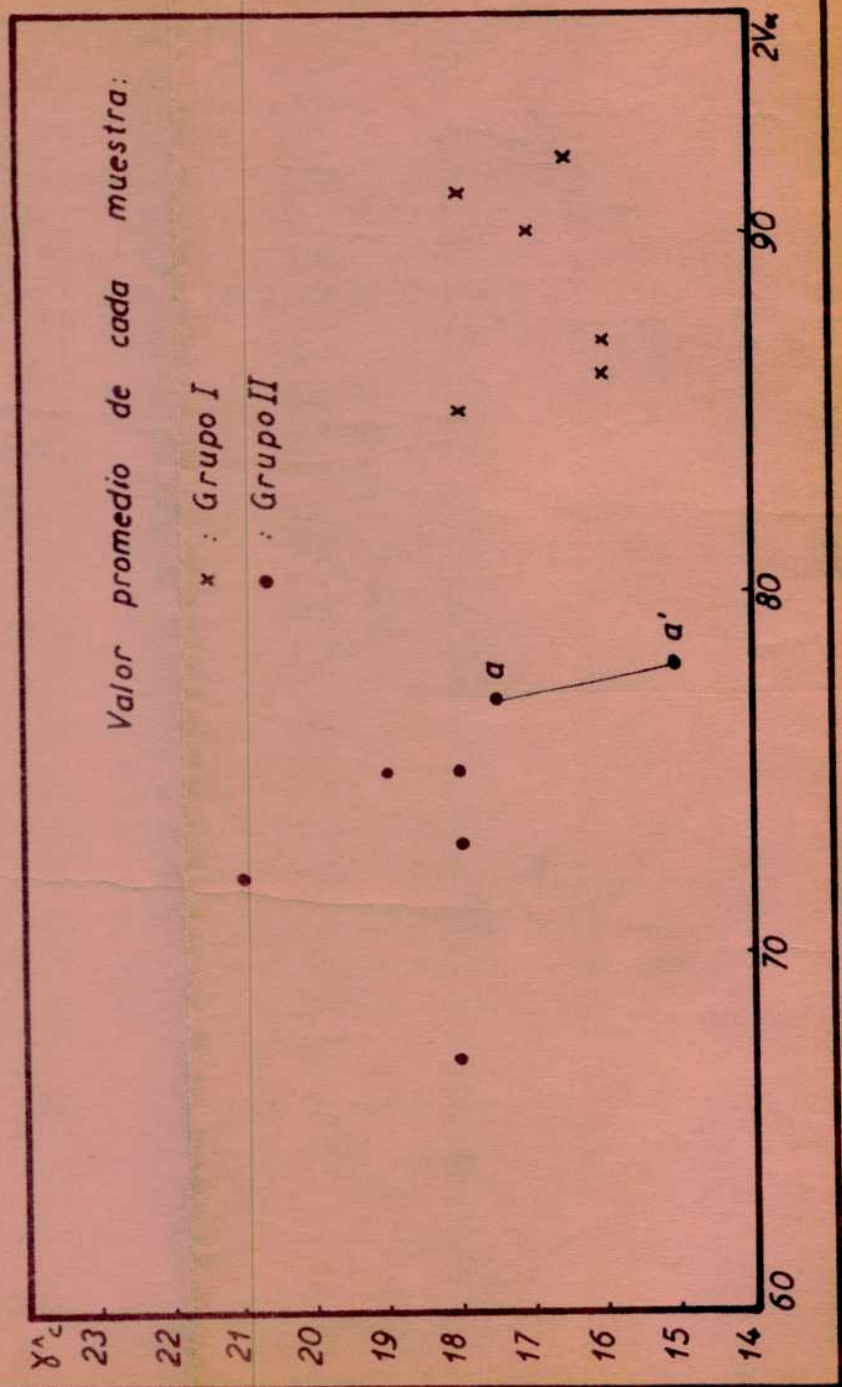 Valor promedio de cada muestra:
x : Grupo I
• : Grupo II
γ^c
23
22
21
20
19
18
17
16
15
14
a
a'
60
70
80
90
2Vα